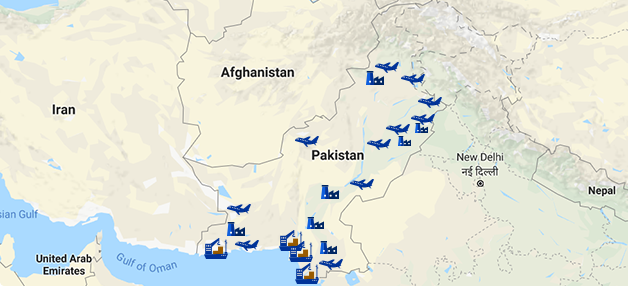 Afghanistan
Iran
Pakistan
New Delhi
नई दिल्ली
Nepal
sian Gulf
United Arab
Emirates
Gulf of Oman